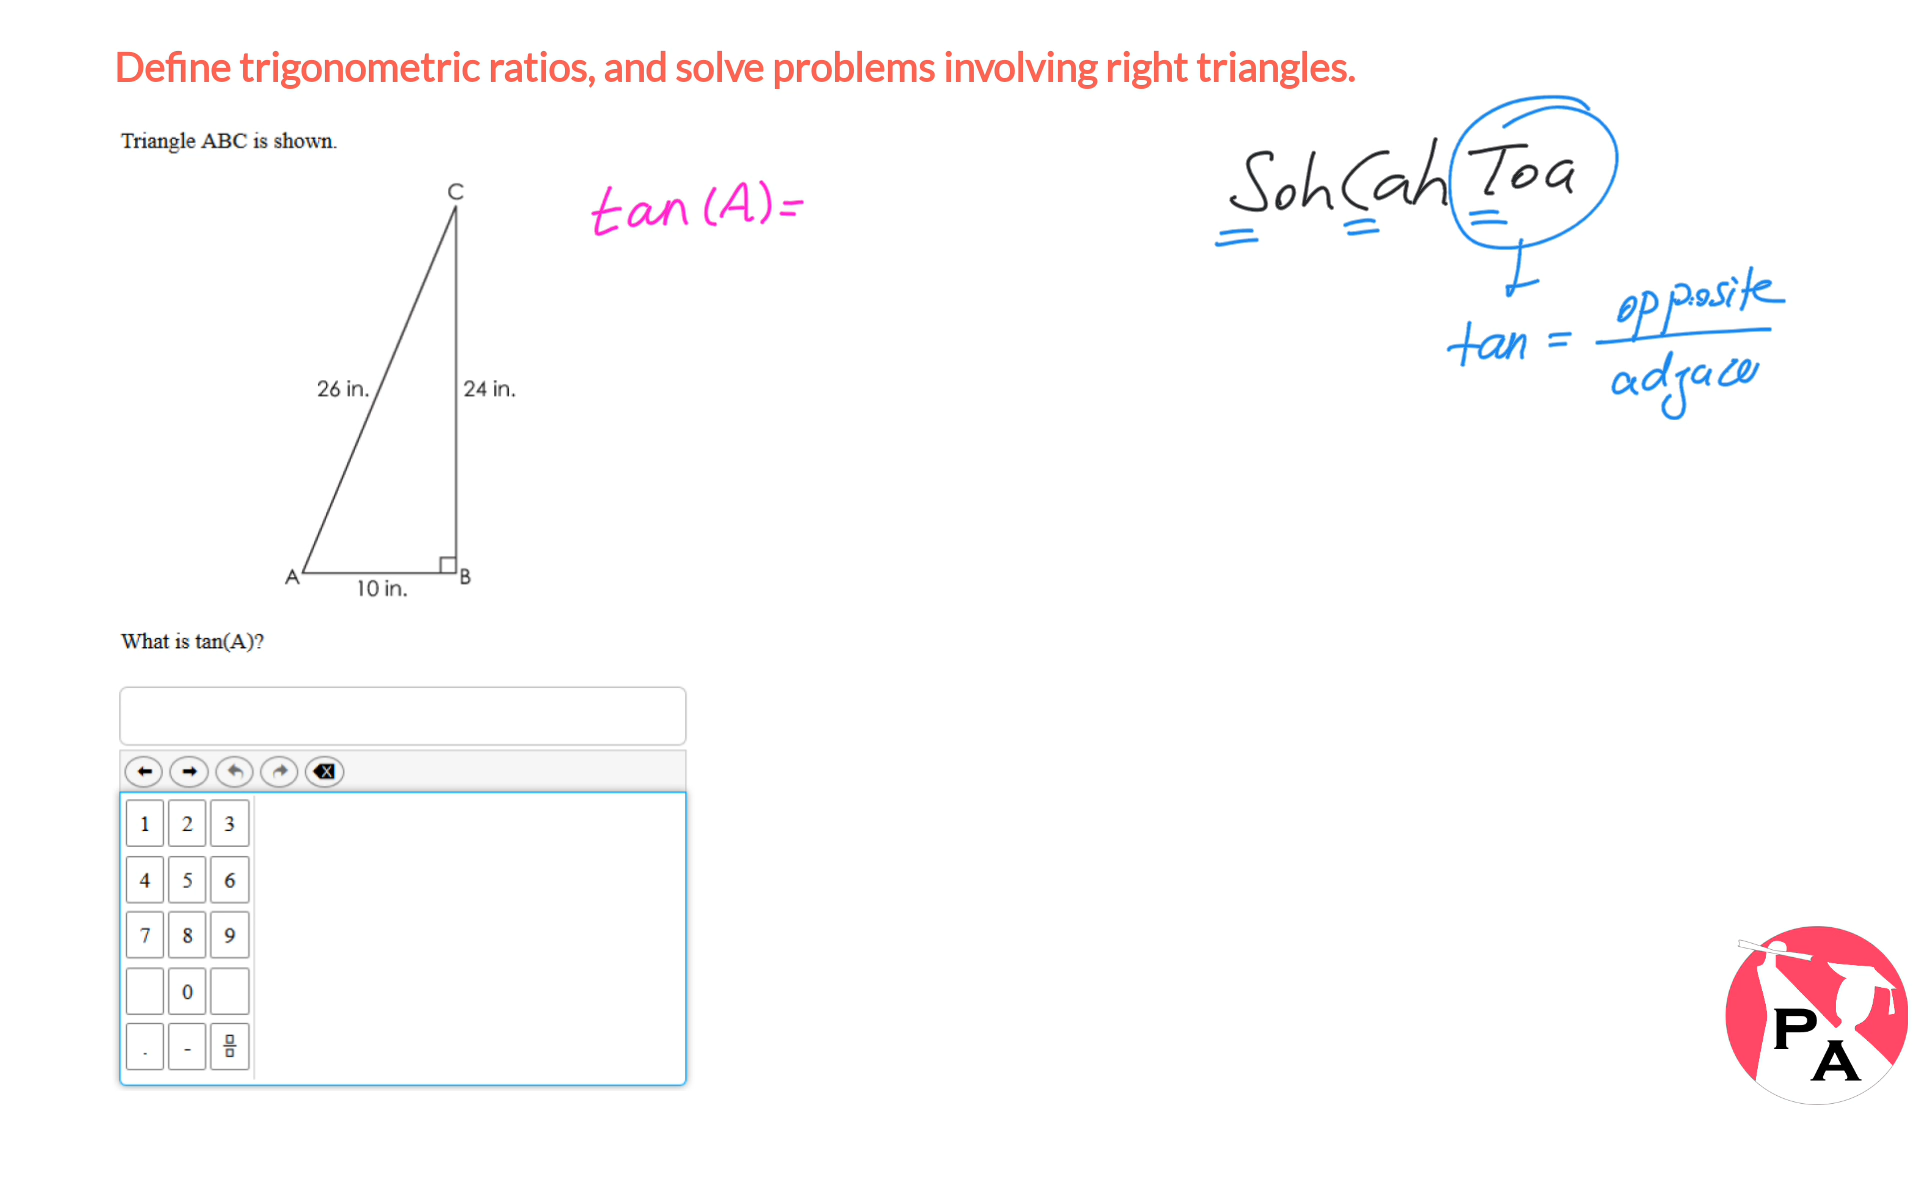 Define trigonometric ratios, and solve problems involving right triangles.
Triangle ABC is shown.
C
tan(A)=
SohCahToa
tan = opposite
adjace
26 in.
24 in.
A
B
10 in.
What is tan(A)?
1 2 3
4 5 6
7 8 9
0
. -
P
A